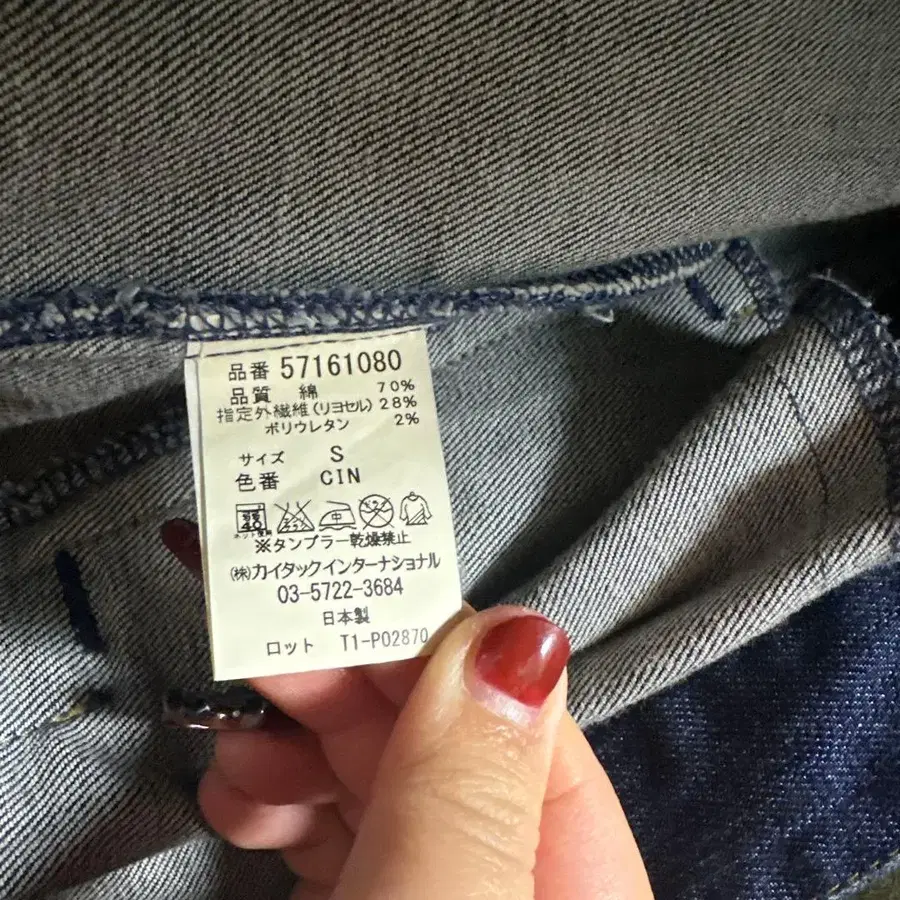 品番 57161080
品質 綿 70%
指定外繊維(リヨセル) 28%
ポリウレタン 2%
サイズ S
色番 CIN
40
中
※タンブラー乾燥禁止
㈱カイタックインターナショナル
03-5722-3684
日本製
ロット T1-P02870